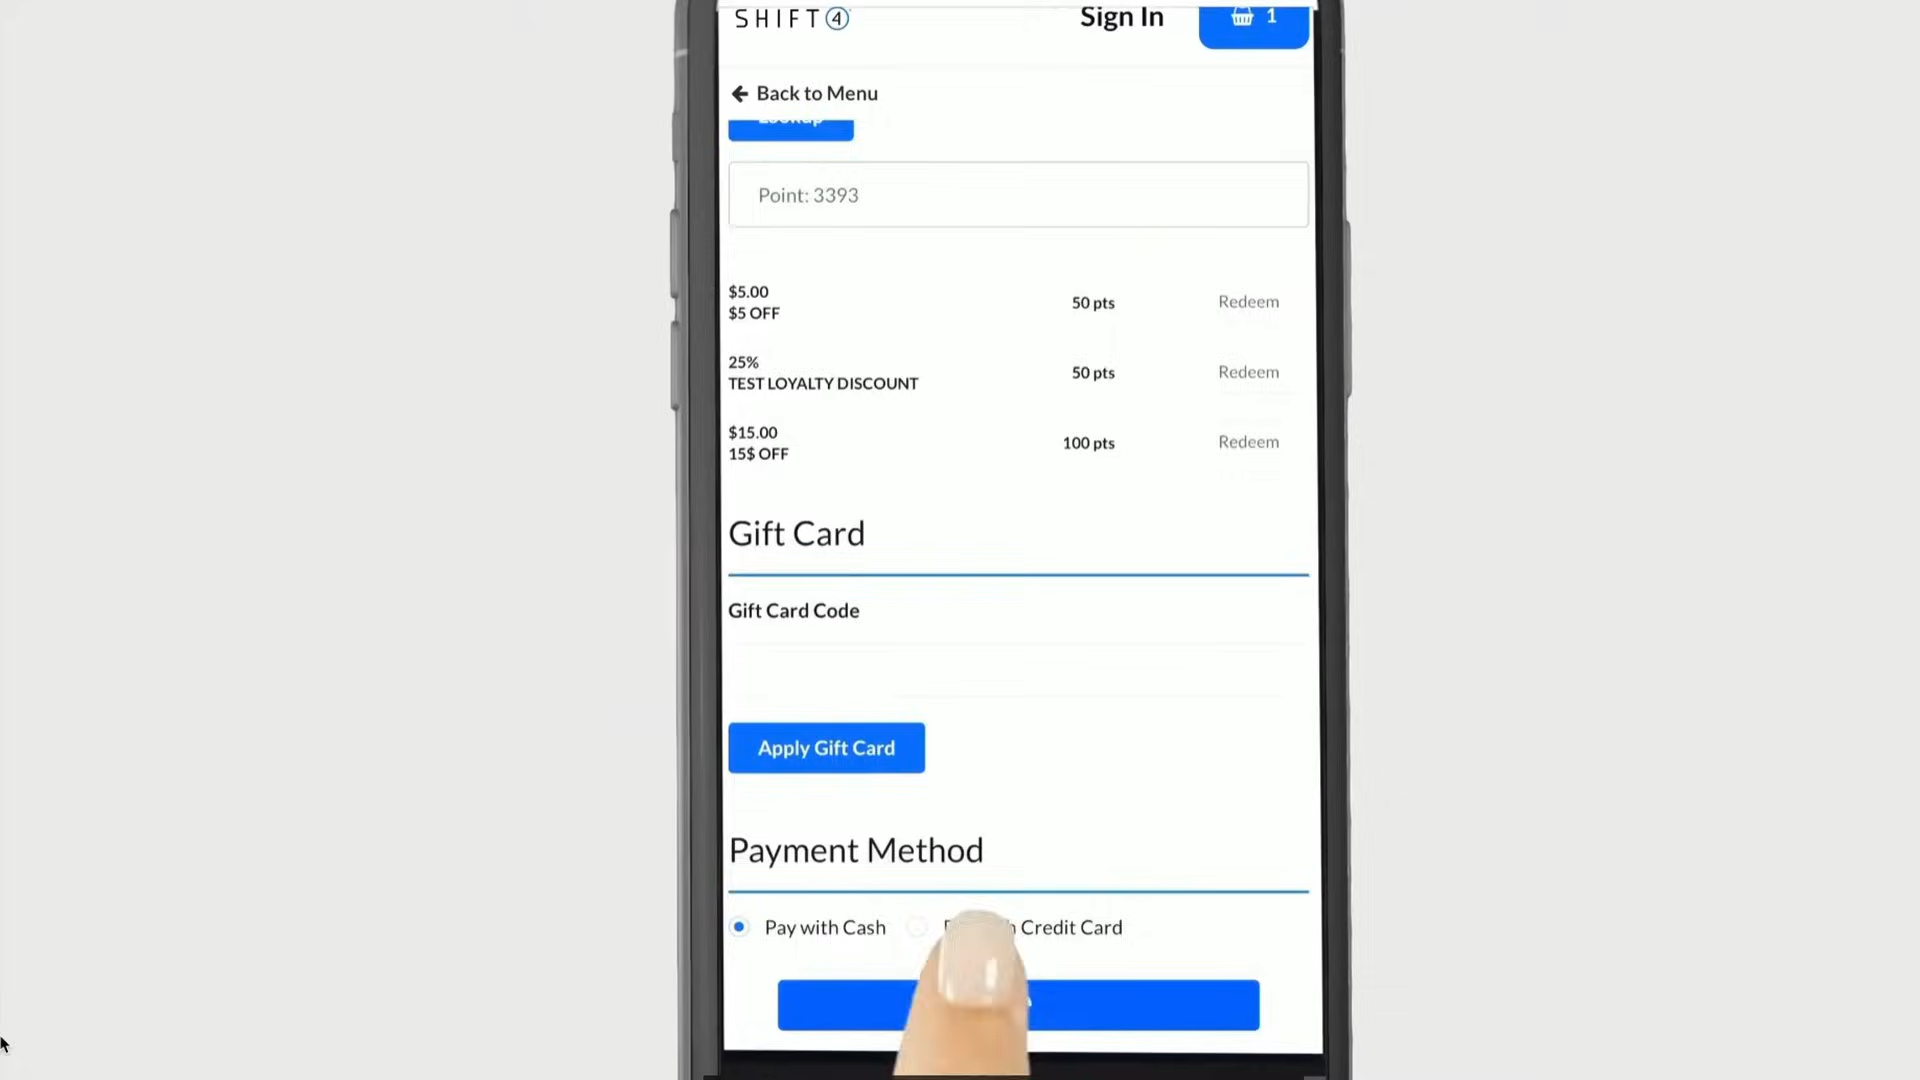 SHIFT4
Sign In
1
Back to Menu
Lookup
Point: 3393
$5.00
$5 OFF
50 pts
Redeem
25%
TEST LOYALTY DISCOUNT
50 pts
Redeem
$15.00
15$ OFF
100 pts
Redeem
Gift Card
Gift Card Code
Apply Gift Card
Payment Method
Pay with Cash
Credit Card